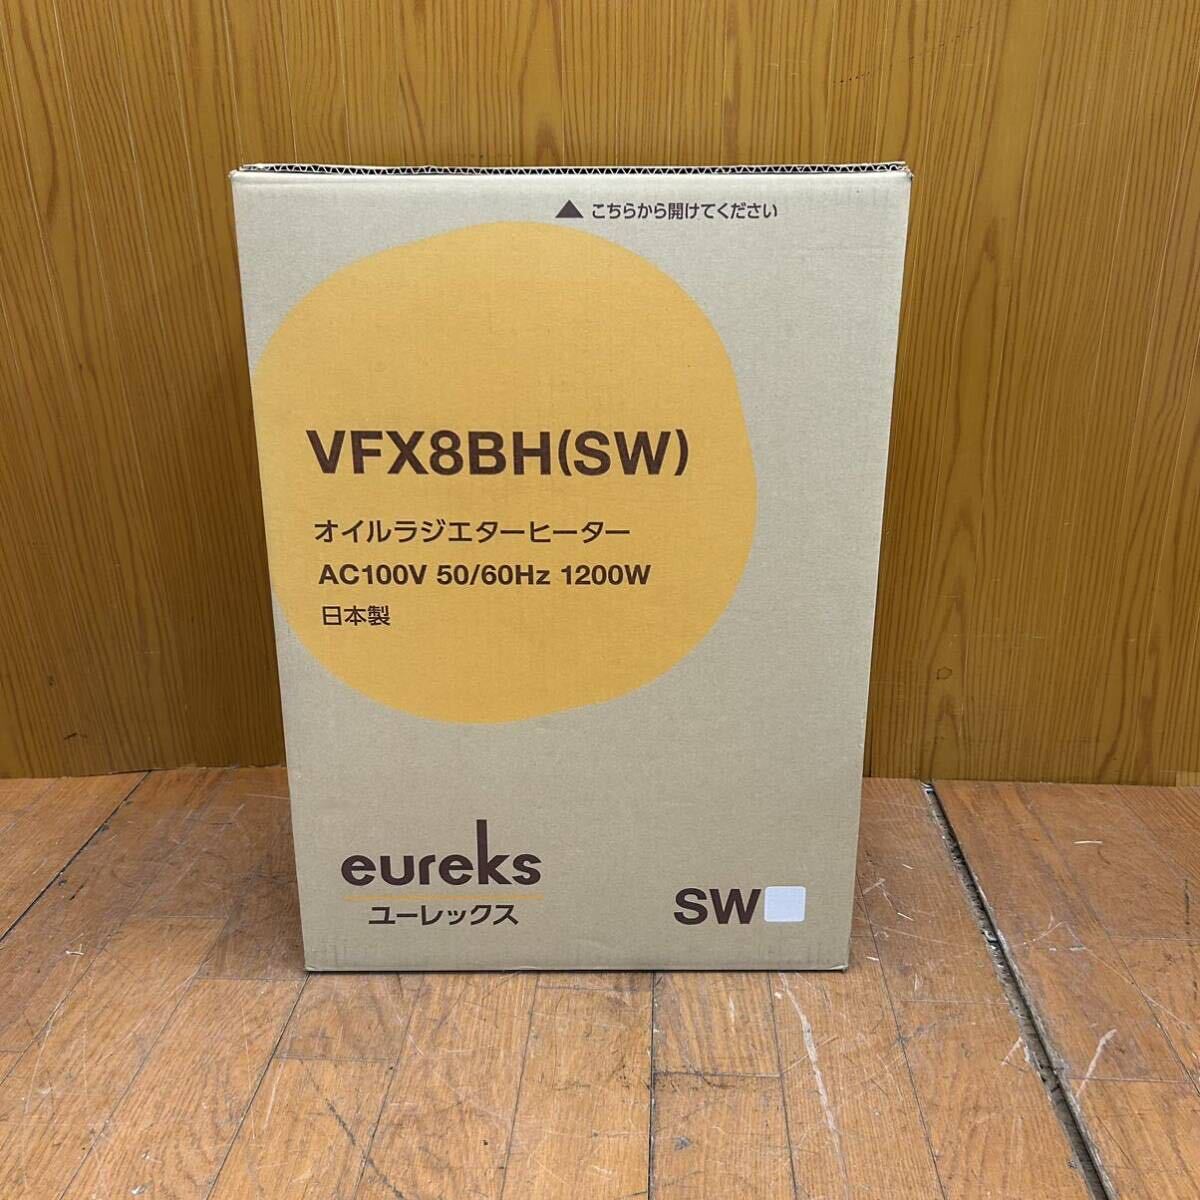 ▲ こちらから開けてください
VFX8BH(SW)
オイルラジエターヒーター
AC100V 50/60Hz 1200W
日本製
eureks
ユーレックス
SW